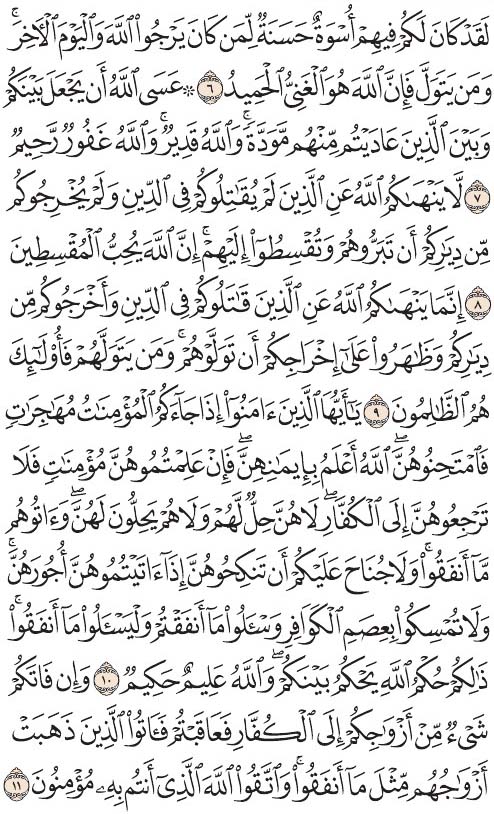 لَقَدْ كَانَ لَكُمْ فِيهِمْ أُسْوَةٌ حَسَنَةٌ لِّمَن كَانَ يَرْجُوا۟ ٱللَّهَ وَٱلْيَوْمَ ٱلْـَٔاخِرَ ۚ
وَمَن يَتَوَلَّ فَإِنَّ ٱللَّهَ هُوَ ٱلْغَنِىُّ ٱلْحَمِيدُ ٦ ۞ عَسَى ٱللَّهُ أَن يَجْعَلَ بَيْنَكُمْ
وَبَيْنَ ٱلَّذِينَ عَادَيْتُم مِّنْهُم مَّوَدَّةً ۚ وَٱللَّهُ قَدِيرٌ ۚ وَٱللَّهُ غَفُورٌ رَّحِيمٌ
٧ لَّا يَنْهَىٰكُمُ ٱللَّهُ عَنِ ٱلَّذِينَ لَمْ يُقَـٰتِلُوكُمْ فِى ٱلدِّينِ وَلَمْ يُخْرِجُوكُم
مِّن دِيَـٰرِكُمْ أَن تَبَرُّوهُمْ وَتُقْسِطُوٓا۟ إِلَيْهِمْ ۚ إِنَّ ٱللَّهَ يُحِبُّ ٱلْمُقْسِطِينَ
٨ إِنَّمَا يَنْهَىٰكُمُ ٱللَّهُ عَنِ ٱلَّذِينَ قَـٰتَلُوكُمْ فِى ٱلدِّينِ وَأَخْرَجُوكُم مِّن
دِيَـٰرِكُمْ وَظَـٰهَرُوا۟ عَلَىٰٓ إِخْرَاجِكُمْ أَن تَوَلَّوْهُمْ ۚ وَمَن يَتَوَلَّهُمْ فَأُو۟لَـٰٓئِكَ
هُمُ ٱلظَّـٰلِمُونَ ٩ يَـٰٓأَيُّهَا ٱلَّذِينَ ءَامَنُوٓا۟ إِذَا جَآءَكُمُ ٱلْمُؤْمِنَـٰتُ مُهَـٰجِرَٰتٍ
فَٱمْتَحِنُوهُنَّ ۖ ٱللَّهُ أَعْلَمُ بِإِيمَـٰنِهِنَّ ۖ فَإِنْ عَلِمْتُمُوهُنَّ مُؤْمِنَـٰتٍ فَلَا
تَرْجِعُوهُنَّ إِلَى ٱلْكُفَّارِ ۖ لَا هُنَّ حِلٌّ لَّهُمْ وَلَا هُمْ يَحِلُّونَ لَهُنَّ ۖ وَءَاتُوهُم
مَّآ أَنفَقُوا۟ ۚ وَلَا جُنَاحَ عَلَيْكُمْ أَن تَنكِحُوهُنَّ إِذَآ ءَاتَيْتُمُوهُنَّ أُجُورَهُنَّ ۚ
وَلَا تُمْسِكُوا۟ بِعِصَمِ ٱلْكَوَافِرِ وَسْـَٔلُوا۟ مَآ أَنفَقْتُمْ وَلْيَسْـَٔلُوا۟ مَآ أَنفَقُوا۟ ۚ
ذَٰلِكُمْ حُكْمُ ٱللَّهِ يَحْكُمُ بَيْنَكُمْ ۚ وَٱللَّهُ عَلِيمٌ حَكِيمٌ ١٠ وَإِن فَاتَكُمْ
شَىْءٌ مِّنْ أَزْوَٰجِكُمْ إِلَى ٱلْكُفَّارِ فَعَاقَبْتُمْ فَـَٔاتُوا۟ ٱلَّذِينَ ذَهَبَتْ
أَزْوَٰجُهُم مِّثْلَ مَآ أَنفَقُوا۟ ۚ وَٱتَّقُوا۟ ٱللَّهَ ٱلَّذِىٓ أَنتُم بِهِۦ مُؤْمِنُونَ ١١